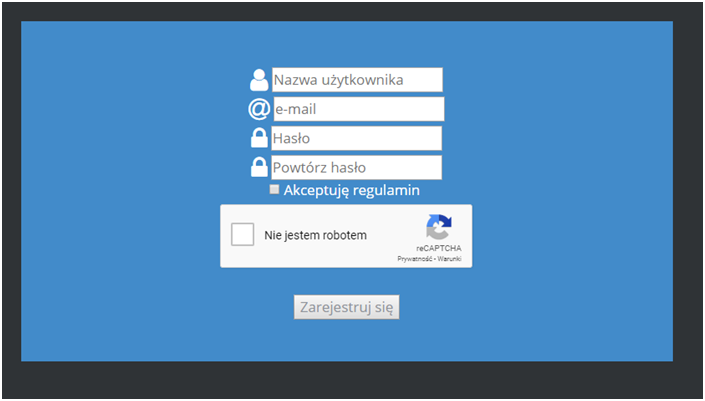 Nazwa użytkownika
@ e-mail
Hasło
Powtórz hasło
Akceptuję regulamin
Nie jestem robotem
reCAPTCHA
Prywatność - Warunki
Zarejestruj się